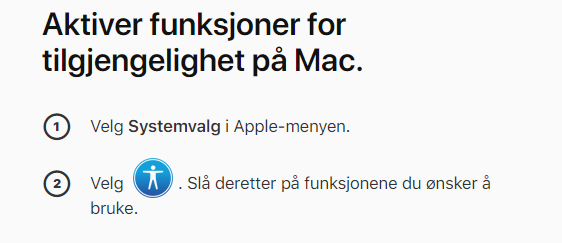 Aktiver funksjoner for
tilgjengelighet på Mac.
1 Velg Systemvalg i Apple-menyen.
2 Velg . Slå deretter på funksjonene du ønsker å
bruke.